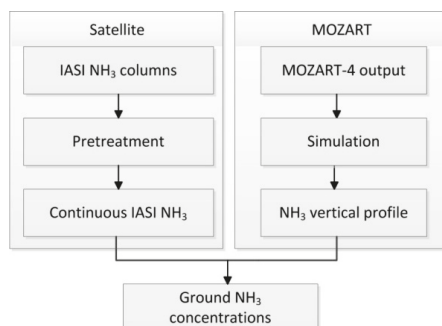 Satellite
IASI NH₃ columns
Pretreatment
Continuous IASI NH₃
MOZART
MOZART-4 output
Simulation
NH₃ vertical profile
Ground NH₃
concentrations